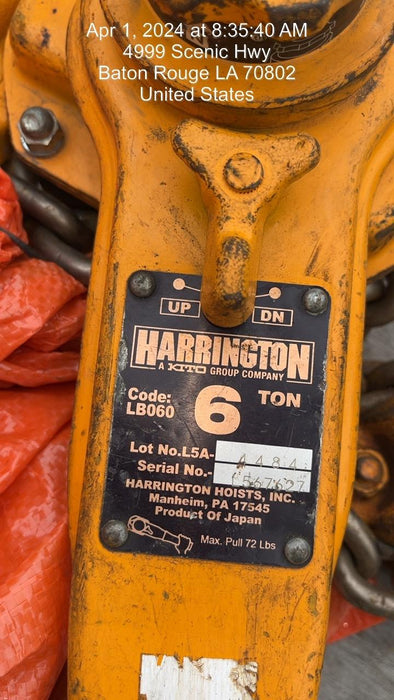 Apr 1, 2024 at 8:35:40 AM
4999 Scenic Hwy
Baton Rouge LA 70802
United States
UP DN
HARRINGTON
A KITO GROUP COMPANY
Code: 6 TON
LB060
Lot No.L5A-
Serial No.-
HARRINGTON HOISTS, INC.
Manheim, PA 17545
Product Of Japan
Max. Pull 72 Lbs